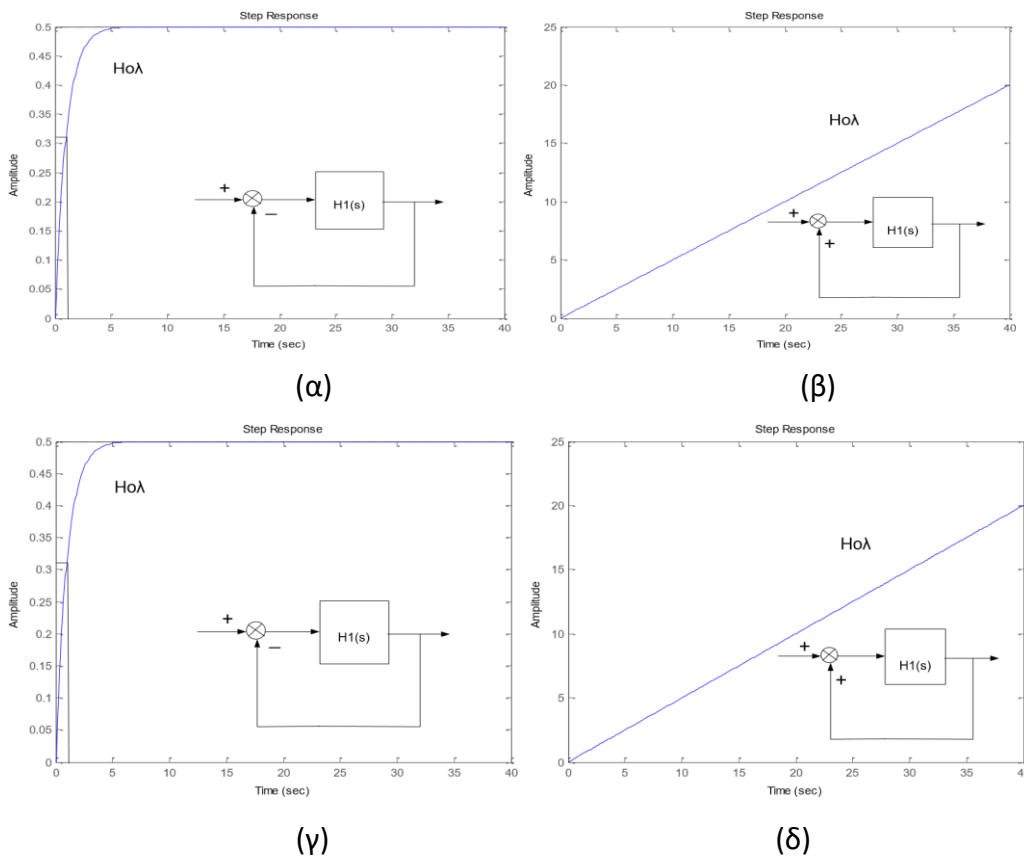 Step Response
0.5
0.45
0.4
0.35
0.3
0.25
0.2
0.15
0.1
0.05
0
Amplitude
Hολ
+
−
H1(s)
0 5 10 15 20 25 30 35 40
Time (sec)
(α)
Step Response
25
20
15
10
5
0
Amplitude
Hολ
+
+
H1(s)
0 5 10 15 20 25 30 35 40
Time (sec)
(β)
Step Response
0.5
0.45
0.4
0.35
0.3
0.25
0.2
0.15
0.1
0.05
0
Amplitude
Hολ
+
−
H1(s)
0 5 10 15 20 25 30 35 40
Time (sec)
(γ)
Step Response
25
20
15
10
5
0
Amplitude
Hολ
+
+
H1(s)
0 5 10 15 20 25 30 35 40
Time (sec)
(δ)